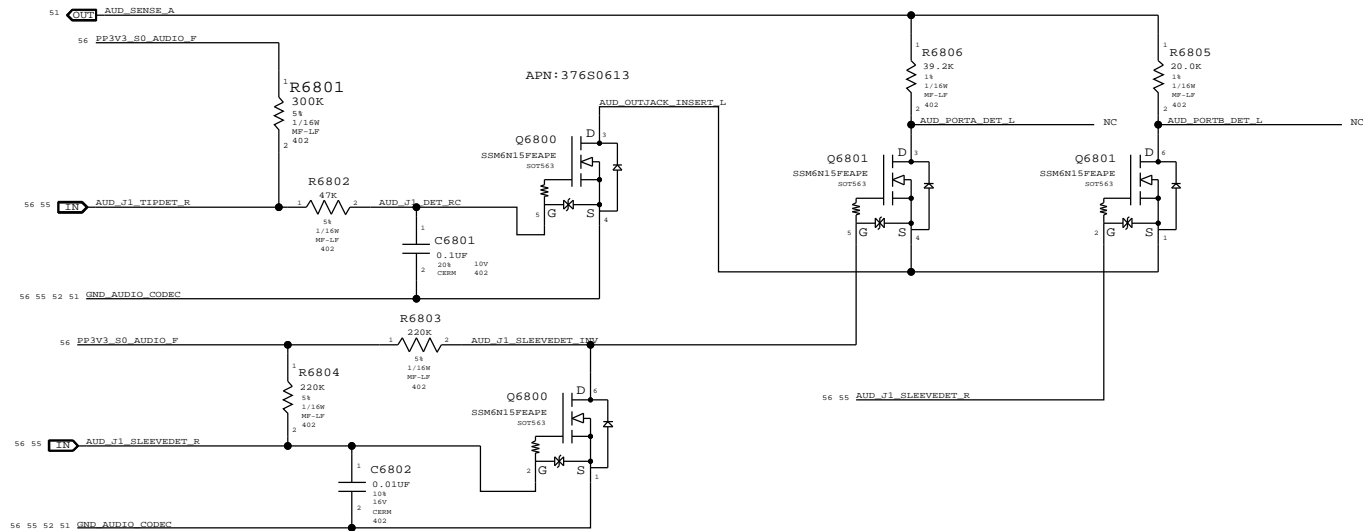 51 OUT AUD_SENSE_A
56 PP3V3_S0_AUDIO_F
1
R6801
300K
5%
1/16W
MF-LF
402
2
APN:376S0613
AUD_OUTJACK_INSERT_L
Q6800
SSM6N15FEAPE
SOT563
D 3
5 G S 4
1
R6806
39.2K
1%
1/16W
MF-LF
402
2
AUD_PORTA_DET_L NC
1
R6805
20.0K
1%
1/16W
MF-LF
402
2
AUD_PORTB_DET_L NC
Q6801
SSM6N15FEAPE
SOT563
D 3
5 G S 4
Q6801
SSM6N15FEAPE
SOT563
D 6
2 G S 1
56 55 IN AUD_J1_TIPDET_R
R6802
1 47K 2
5%
1/16W
MF-LF
402
AUD_J1_DET_RC
1
C6801
0.1UF
20% 10V
CERM 402
2
56 55 52 51 GND_AUDIO_CODEC
56 PP3V3_S0_AUDIO_F
R6803
220K
1 2
5%
1/16W
MF-LF
402
AUD_J1_SLEEVEDET_INV
1
R6804
220K
5%
1/16W
MF-LF
402
2
Q6800
SSM6N15FEAPE
SOT563
D 6
2 G S 1
56 55 AUD_J1_SLEEVEDET_R
56 55 IN AUD_J1_SLEEVEDET_R
1
C6802
0.01UF
10%
16V
CERM
402
2
56 55 52 51 GND_AUDIO_CODEC